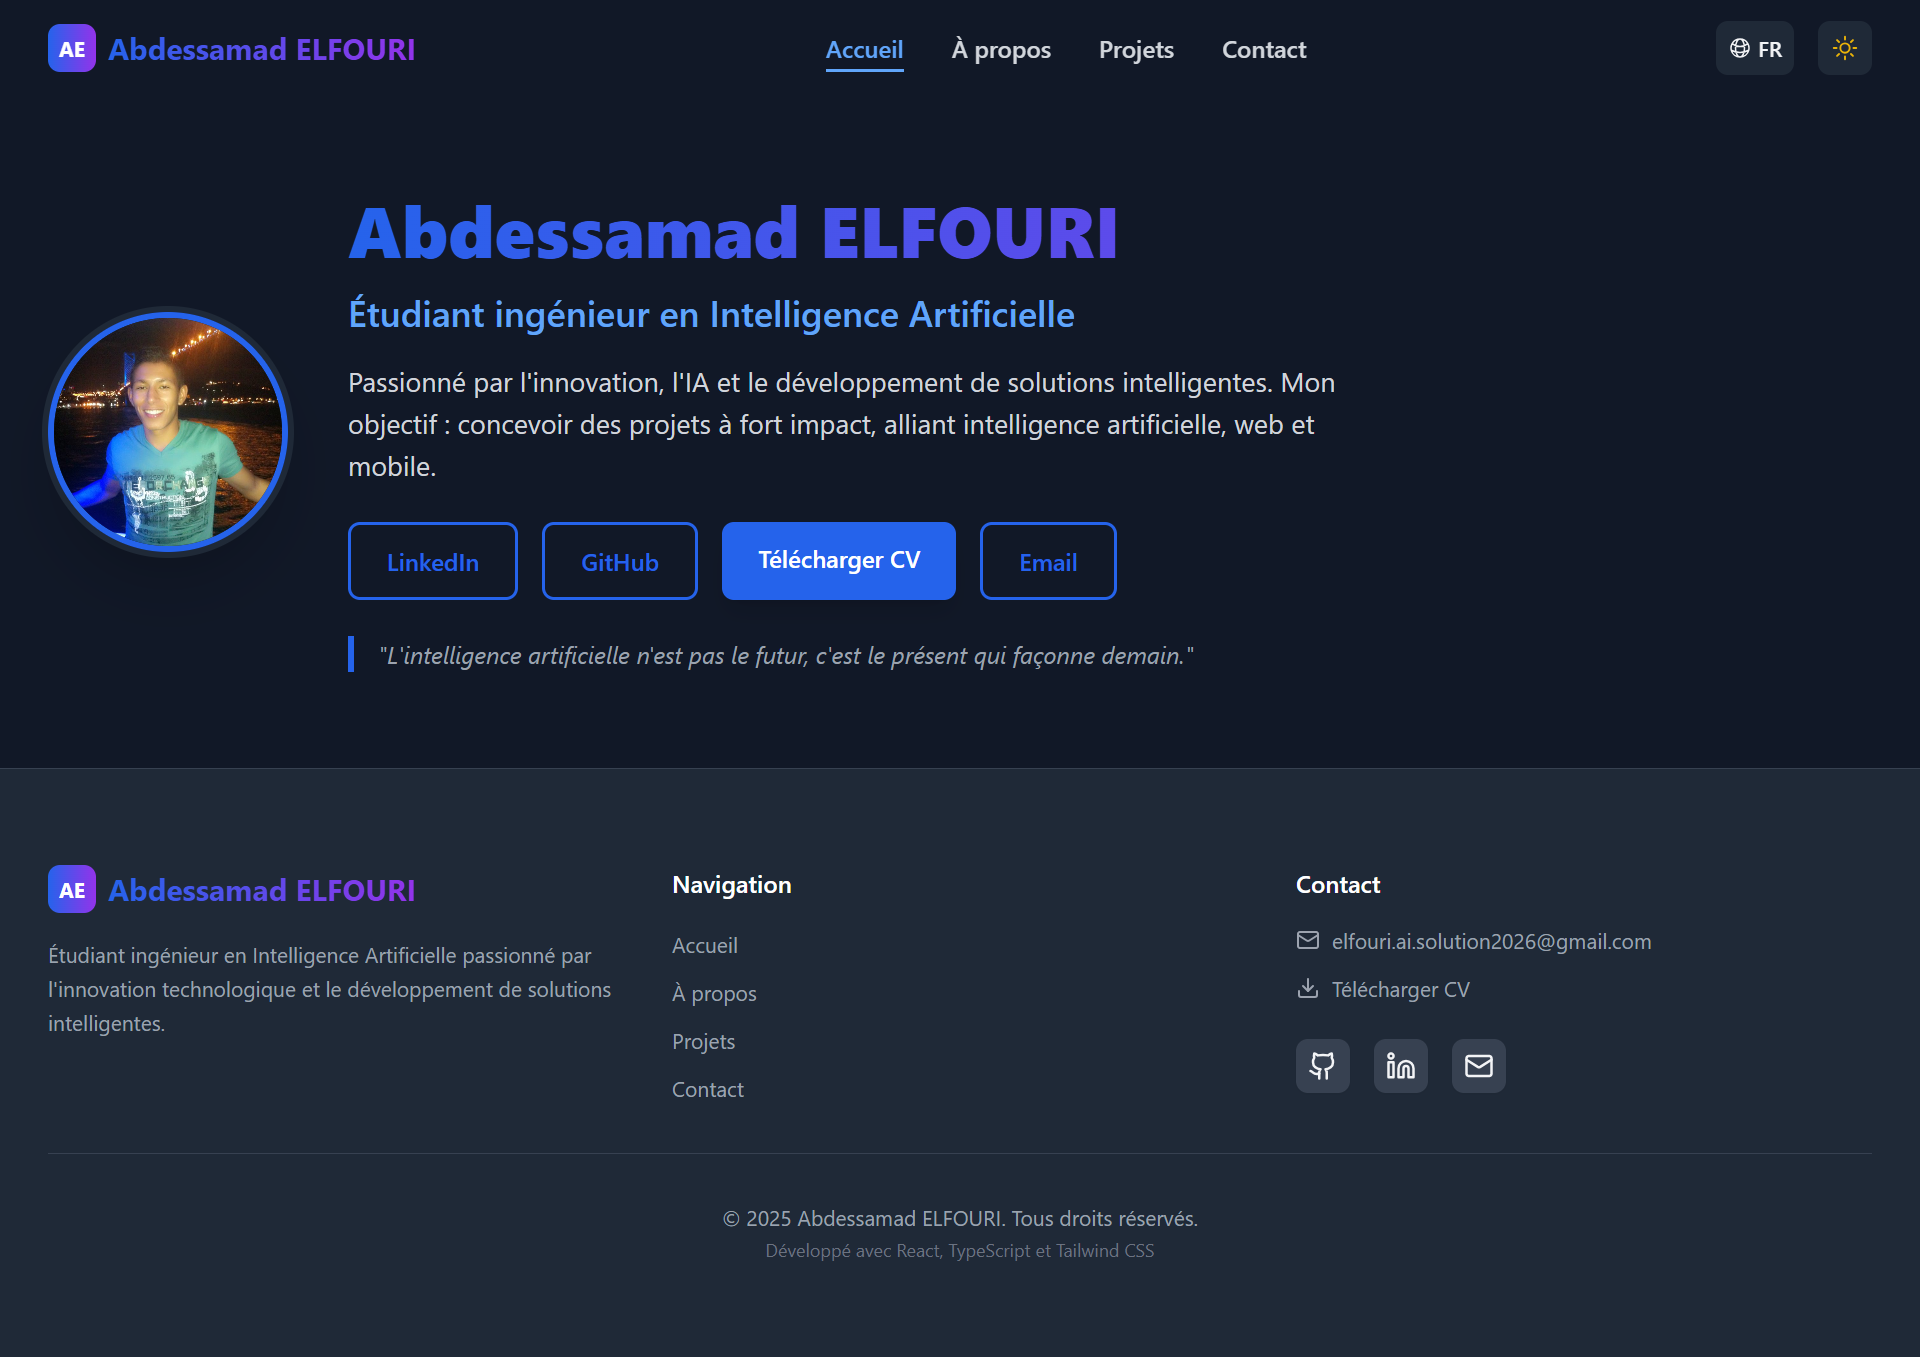 AE Abdessamad ELFOURI
Accueil À propos Projets Contact
FR
Abdessamad ELFOURI
Étudiant ingénieur en Intelligence Artificielle
Passionné par l'innovation, l'IA et le développement de solutions intelligentes. Mon
objectif : concevoir des projets à fort impact, alliant intelligence artificielle, web et
mobile.
LinkedIn GitHub Télécharger CV Email
"L'intelligence artificielle n'est pas le futur, c'est le présent qui façonne demain."
AE Abdessamad ELFOURI
Étudiant ingénieur en Intelligence Artificielle passionné par
l'innovation technologique et le développement de solutions
intelligentes.
Navigation
Accueil
À propos
Projets
Contact
Contact
elfouri.ai.solution2026@gmail.com
Télécharger CV
© 2025 Abdessamad ELFOURI. Tous droits réservés.
Développé avec React, TypeScript et Tailwind CSS